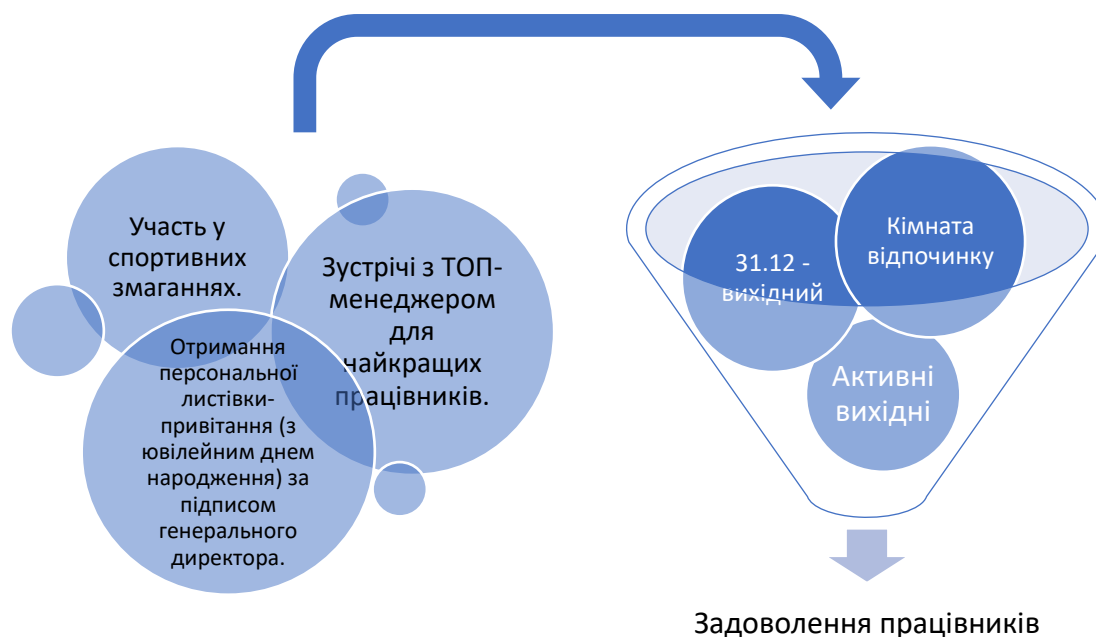 Участь у
спортивних
змаганнях.
Зустрічі з ТОП-
менеджером
для
найкращих
працівників.
Отримання
персональної
листівки-
привітання (з
ювілейним днем
народження) за
підписом
генерального
директора.
31.12 -
вихідний
Кімната
відпочинку
Активні
вихідні
Задоволення працівників